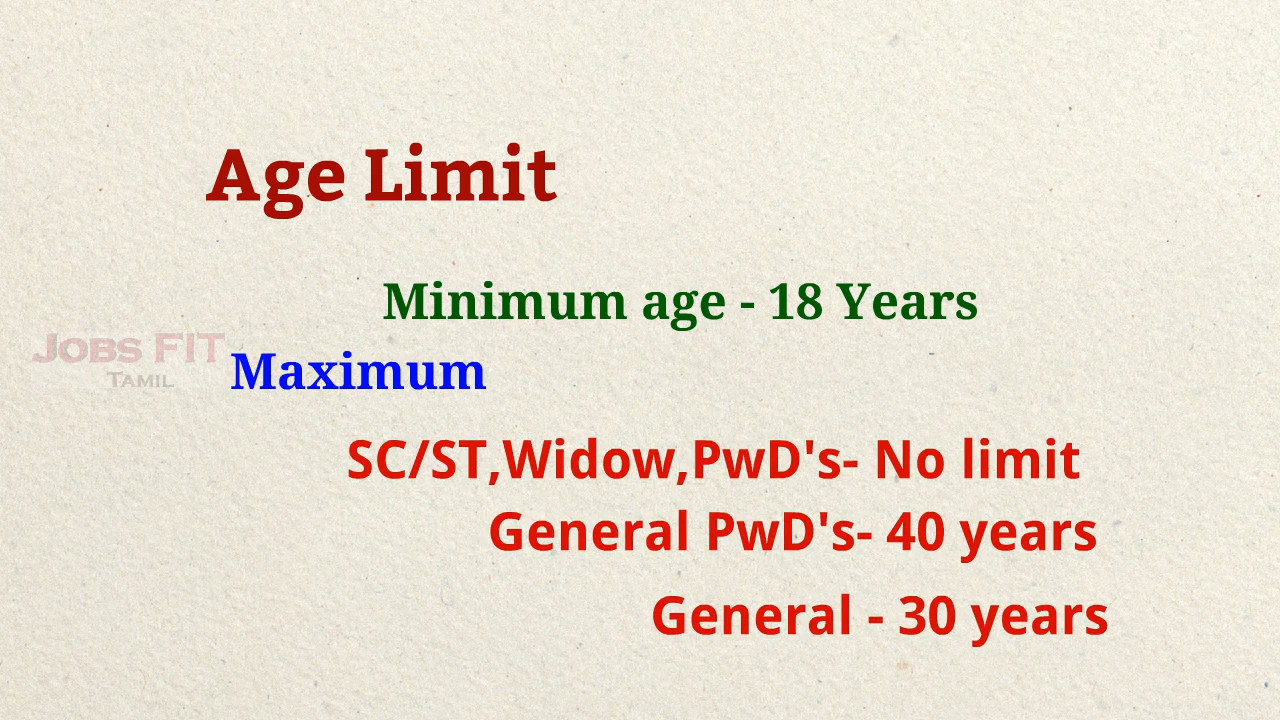 Age Limit
Minimum age - 18 Years
JOBS FIT
TAMIL
Maximum
SC/ST,Widow,PwD's- No limit
General PwD's- 40 years
General - 30 years